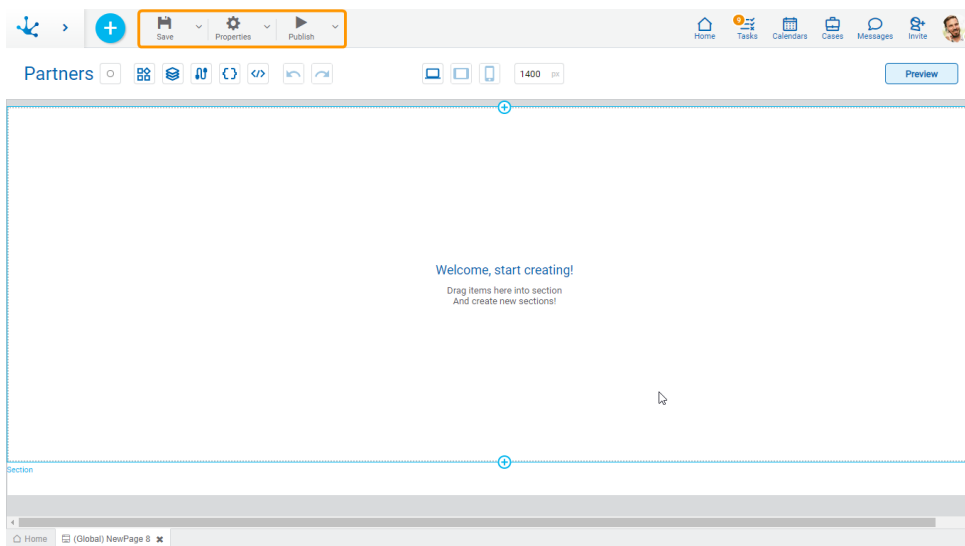 Save
Properties
Publish
Home
9
Tasks
Calendars
Cases
Messages
Invite
Partners
1400 px
Preview
Welcome, start creating!
Drag items here into section
And create new sections!
Section
Home
(Global) NewPage 8